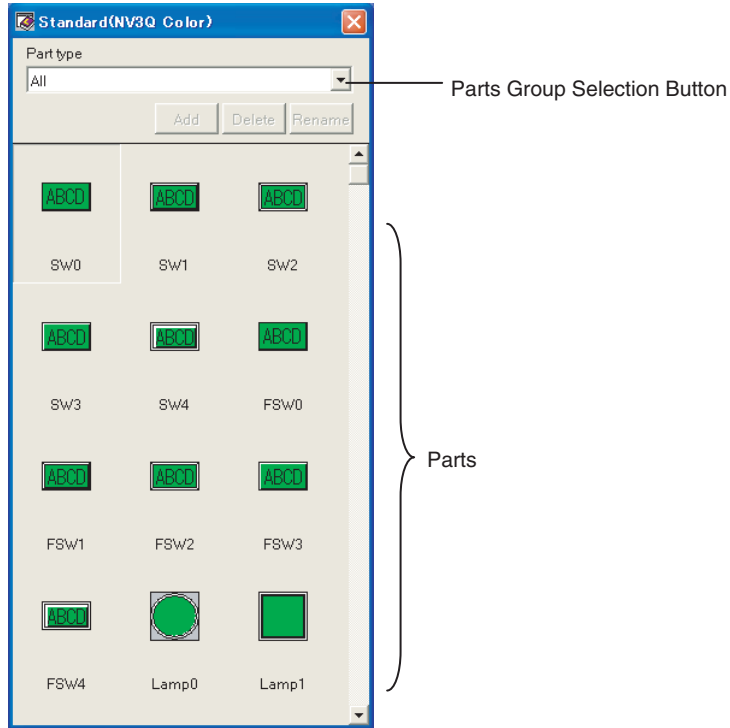 Standard(NV3Q Color)
Part type
All
Parts Group Selection Button
Add Delete Rename
ABCD ABCD ABCD
SW0 SW1 SW2
ABCD ABCD ABCD
SW3 SW4 FSW0
Parts
ABCD ABCD ABCD
FSW1 FSW2 FSW3
ABCD
FSW4 Lamp0 Lamp1